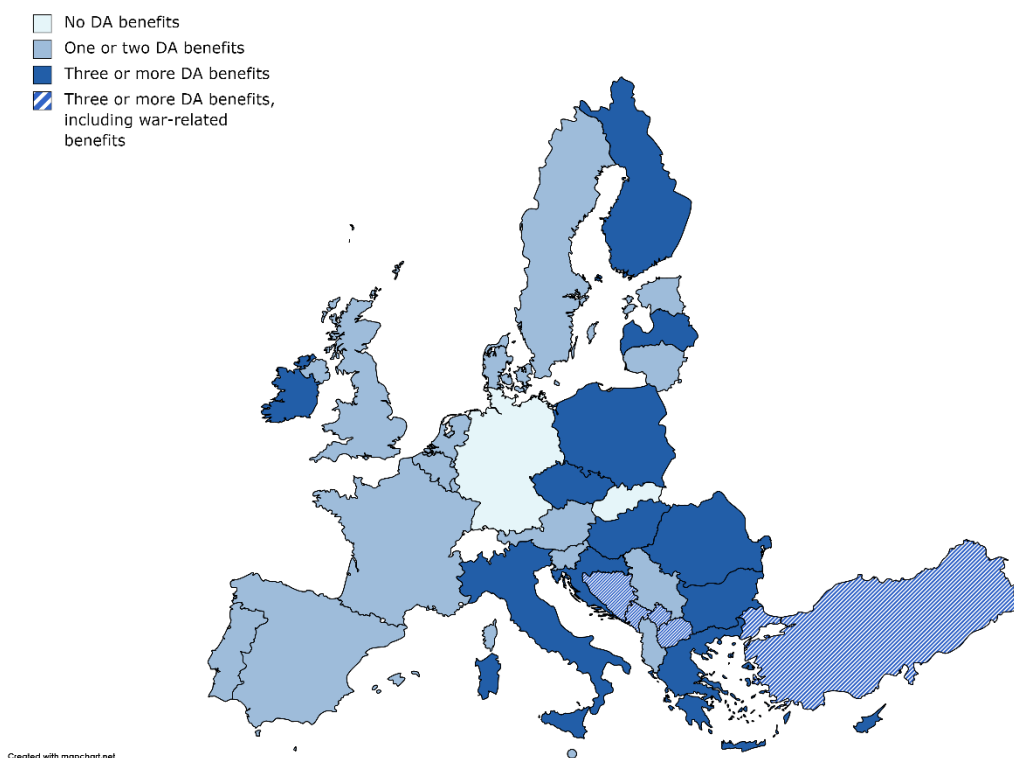 No DA benefits
One or two DA benefits
Three or more DA benefits
Three or more DA benefits,
including war-related
benefits
Created with mapchart.net